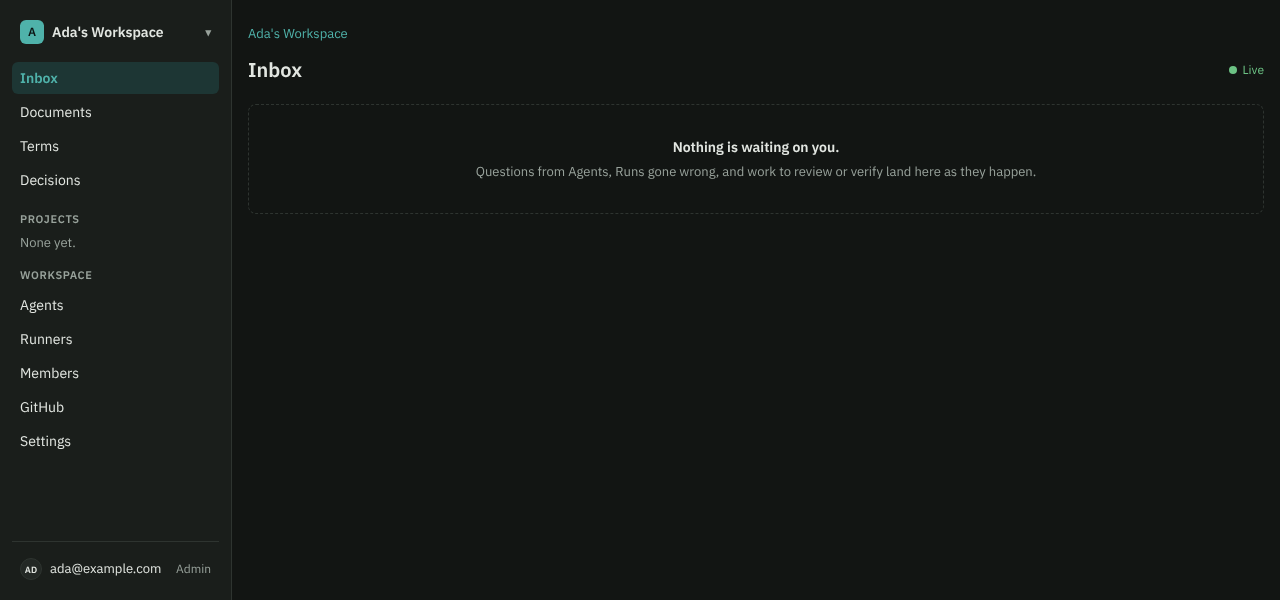 A Ada's Workspace ▾
Inbox
Documents
Terms
Decisions
PROJECTS
None yet.
WORKSPACE
Agents
Runners
Members
GitHub
Settings
AD ada@example.com Admin
Ada's Workspace
Inbox
Live
Nothing is waiting on you.
Questions from Agents, Runs gone wrong, and work to review or verify land here as they happen.